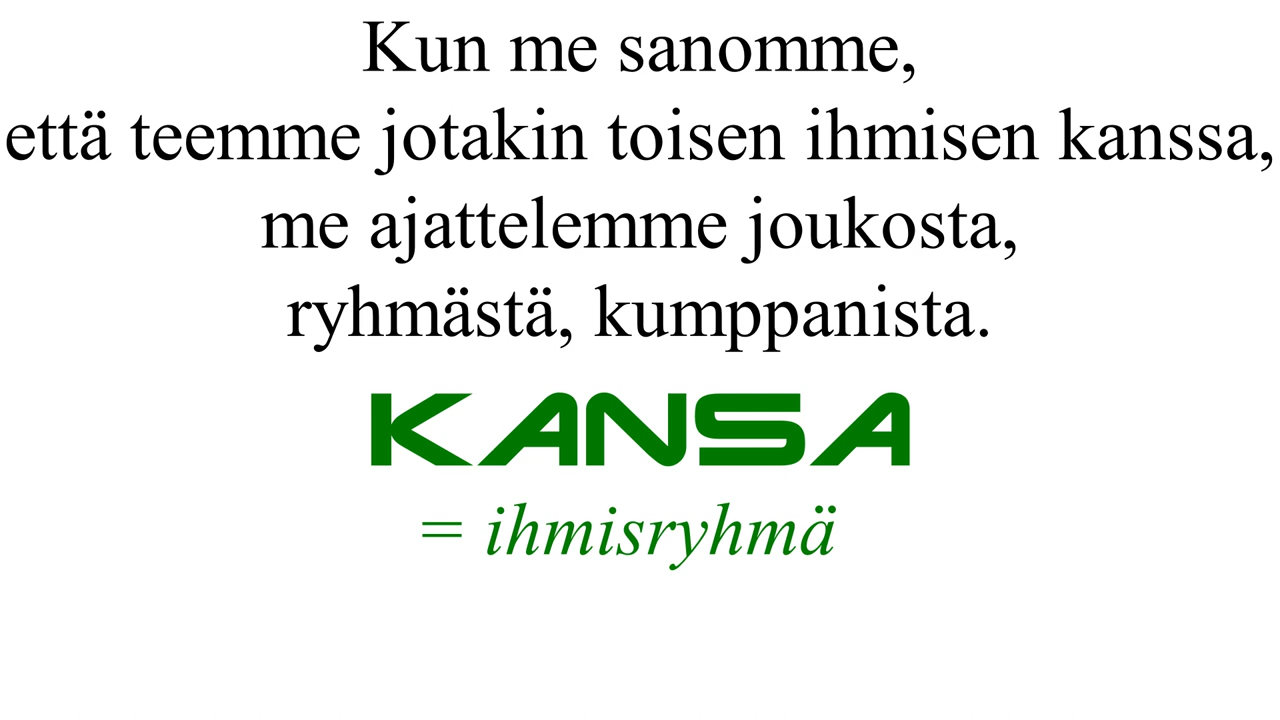 Kun me sanomme,
että teemme jotakin toisen ihmisen kanssa,
me ajattelemme joukosta,
ryhmästä, kumppanista.
KANSA
= ihmisryhmä